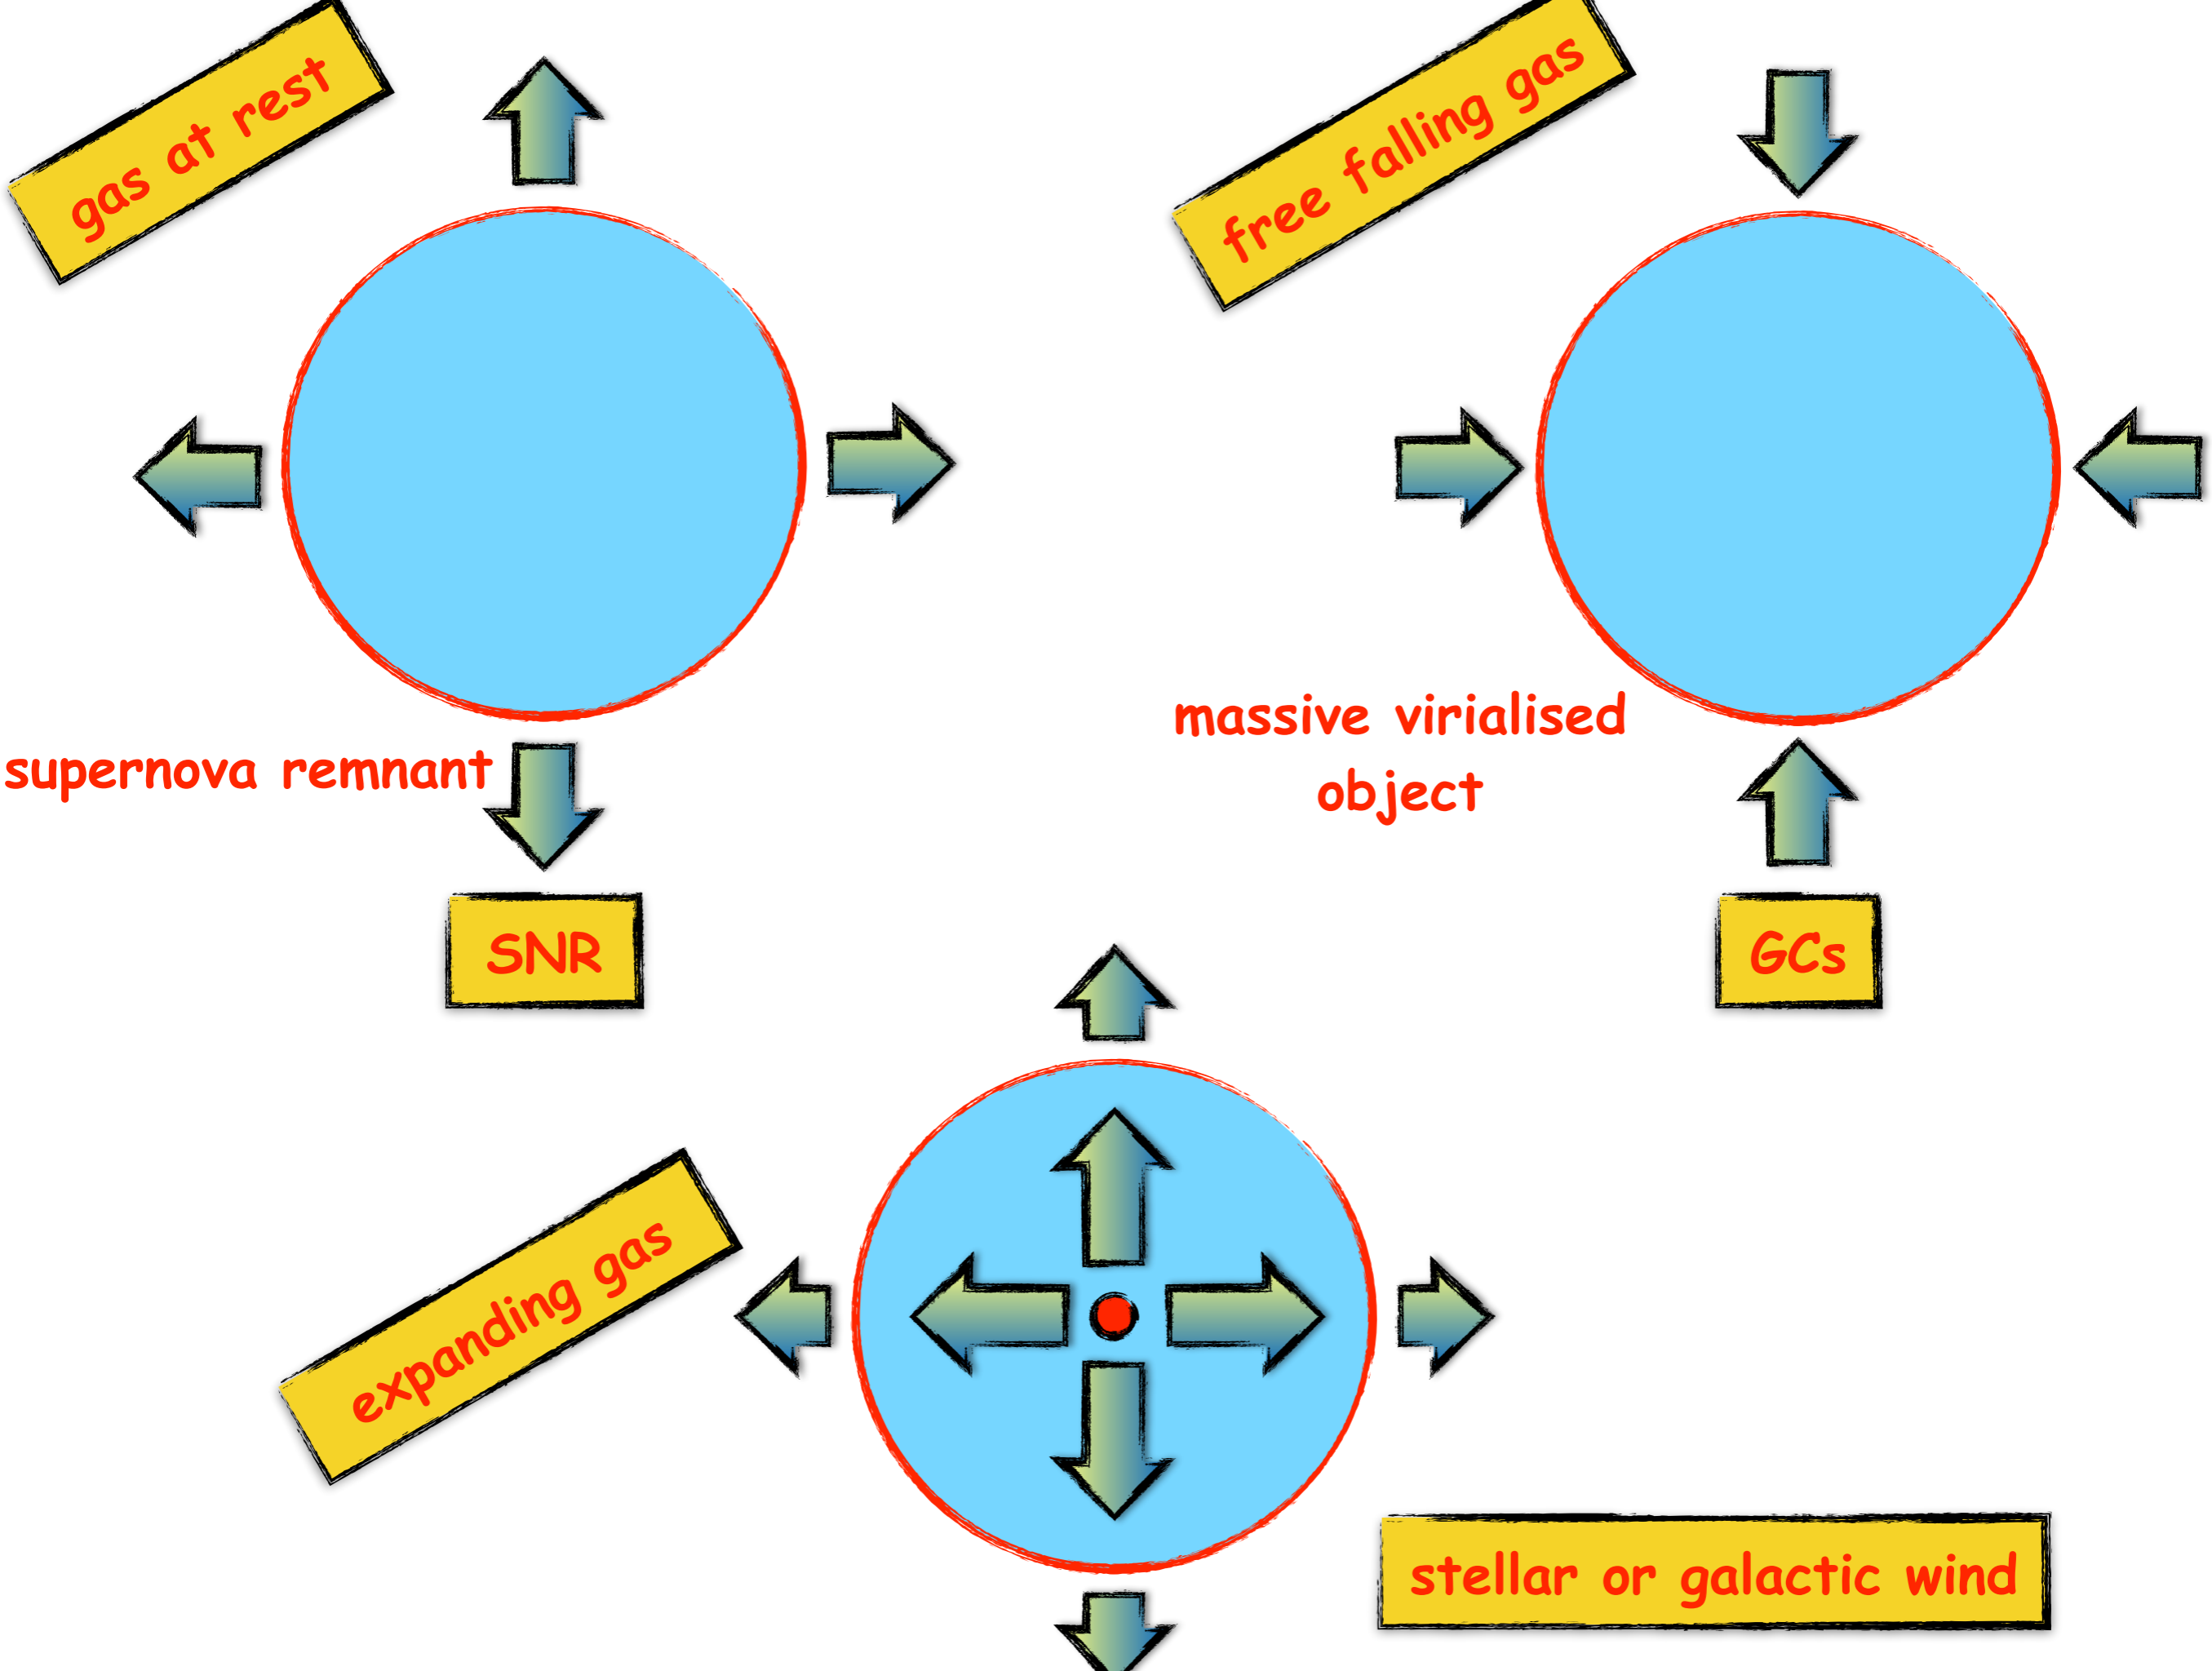 gas at rest
free falling gas
supernova remnant
massive virialised
object
SNR
GCs
expanding gas
stellar or galactic wind